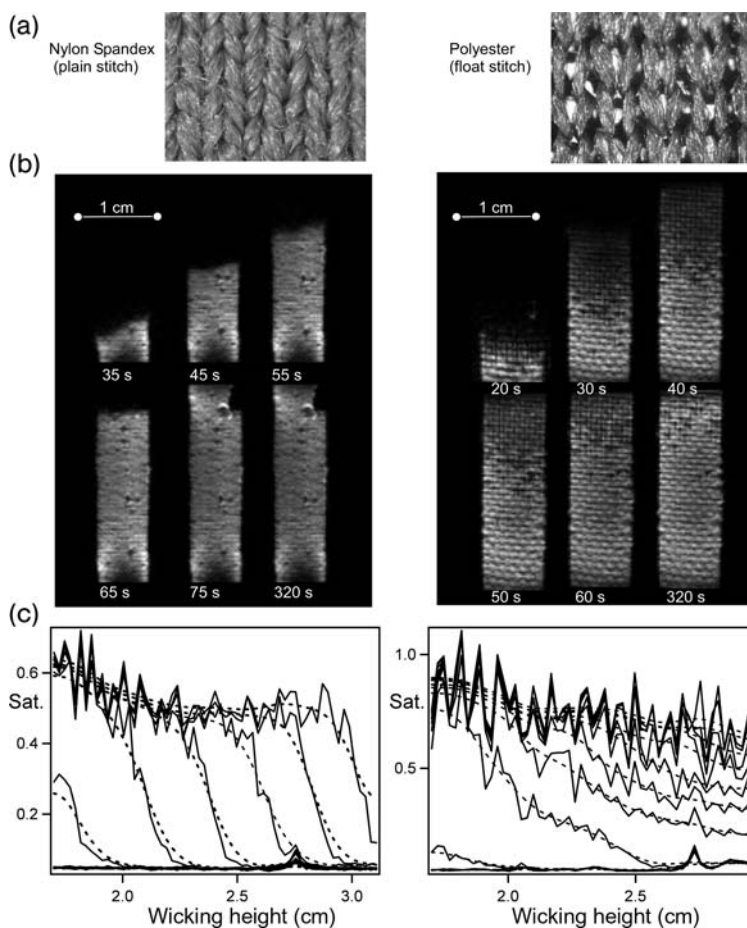 (a)
Nylon Spandex
(plain stitch)
Polyester
(float stitch)
(b)
1 cm
35 s
45 s
55 s
65 s
75 s
320 s
1 cm
20 s
30 s
40 s
50 s
60 s
320 s
(c)
0.6
Sat.
0.4
0.2
2.0
2.5
3.0
Wicking height (cm)
1.0
Sat.
0.5
2.0
2.5
Wicking height (cm)